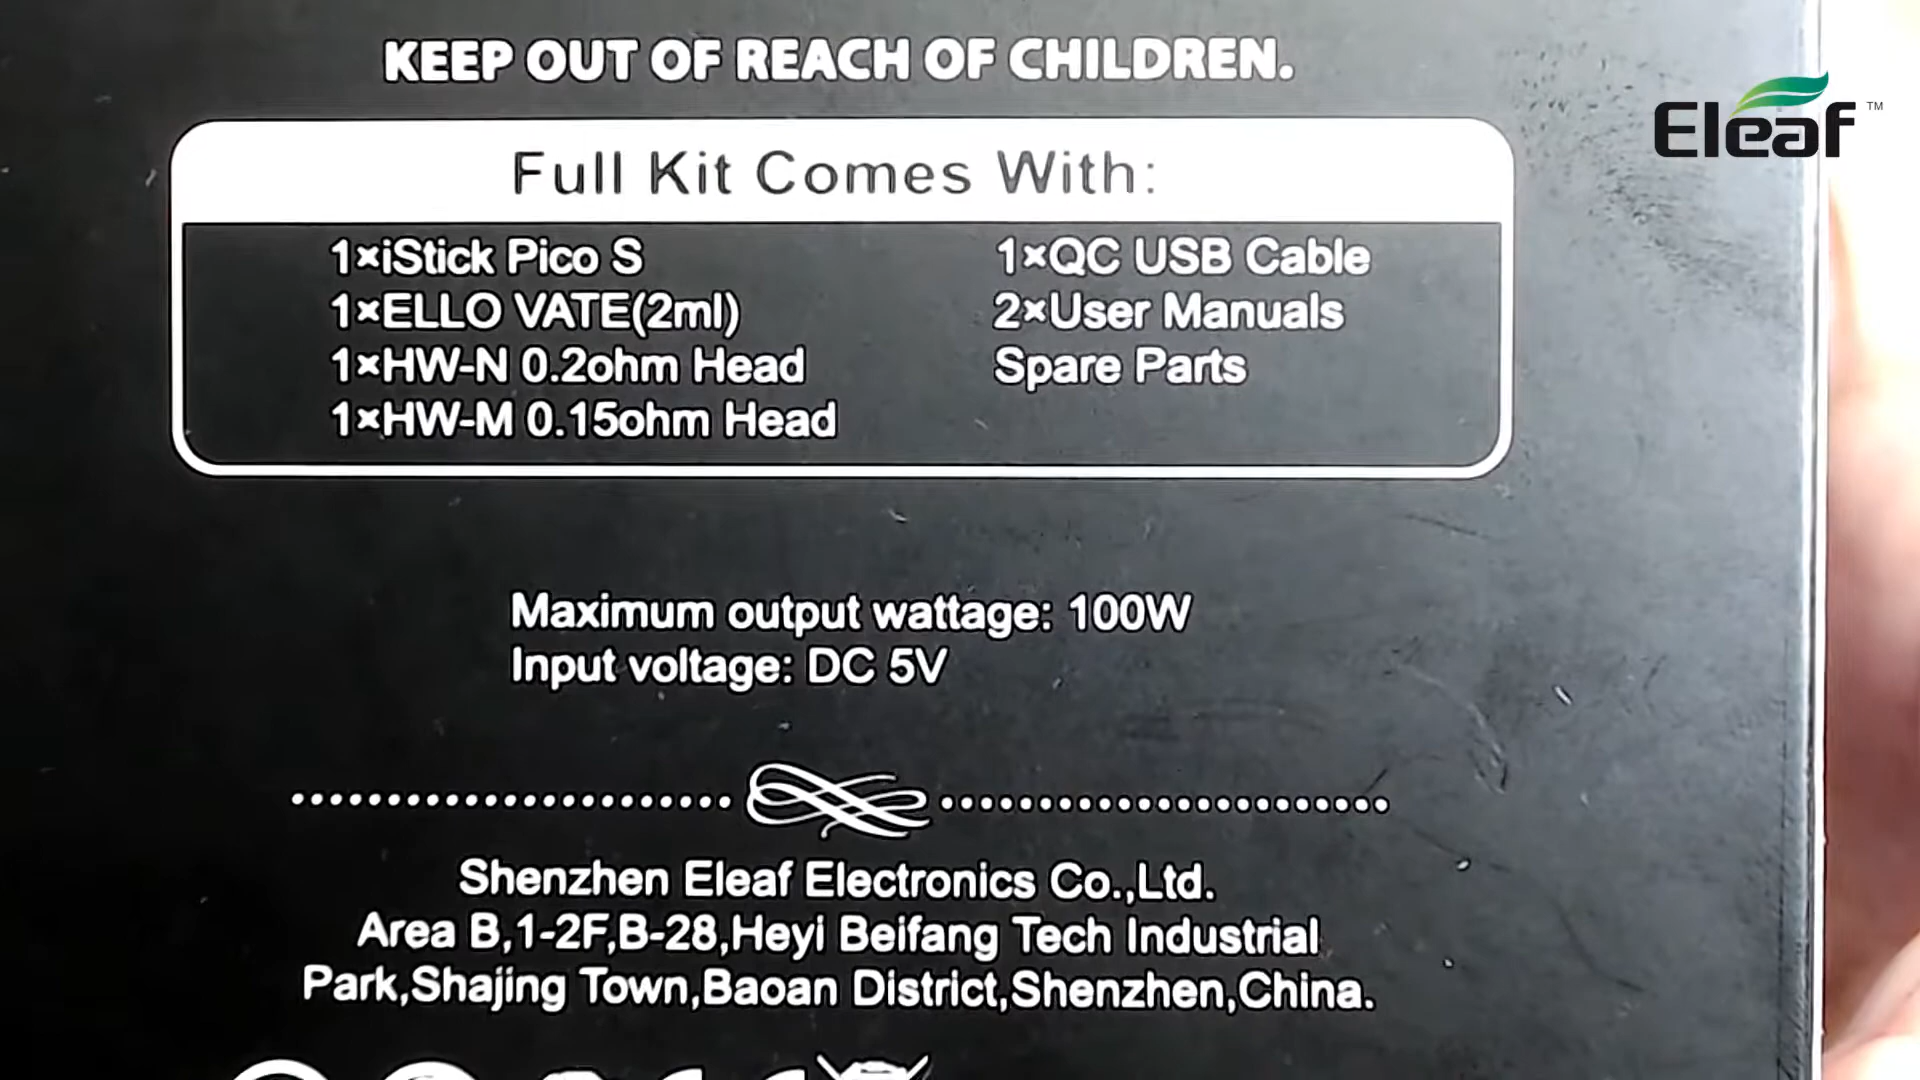 KEEP OUT OF REACH OF CHILDREN.
Eleaf™
Full Kit Comes With:
1×iStick Pico S
1×ELLO VATE(2ml)
1×HW-N 0.2ohm Head
1×HW-M 0.15ohm Head
1×QC USB Cable
2×User Manuals
Spare Parts
Maximum output wattage: 100W
Input voltage: DC 5V
Shenzhen Eleaf Electronics Co.,Ltd.
Area B,1-2F,B-28,Heyi Beifang Tech Industrial
Park,Shajing Town,Baoan District,Shenzhen,China.